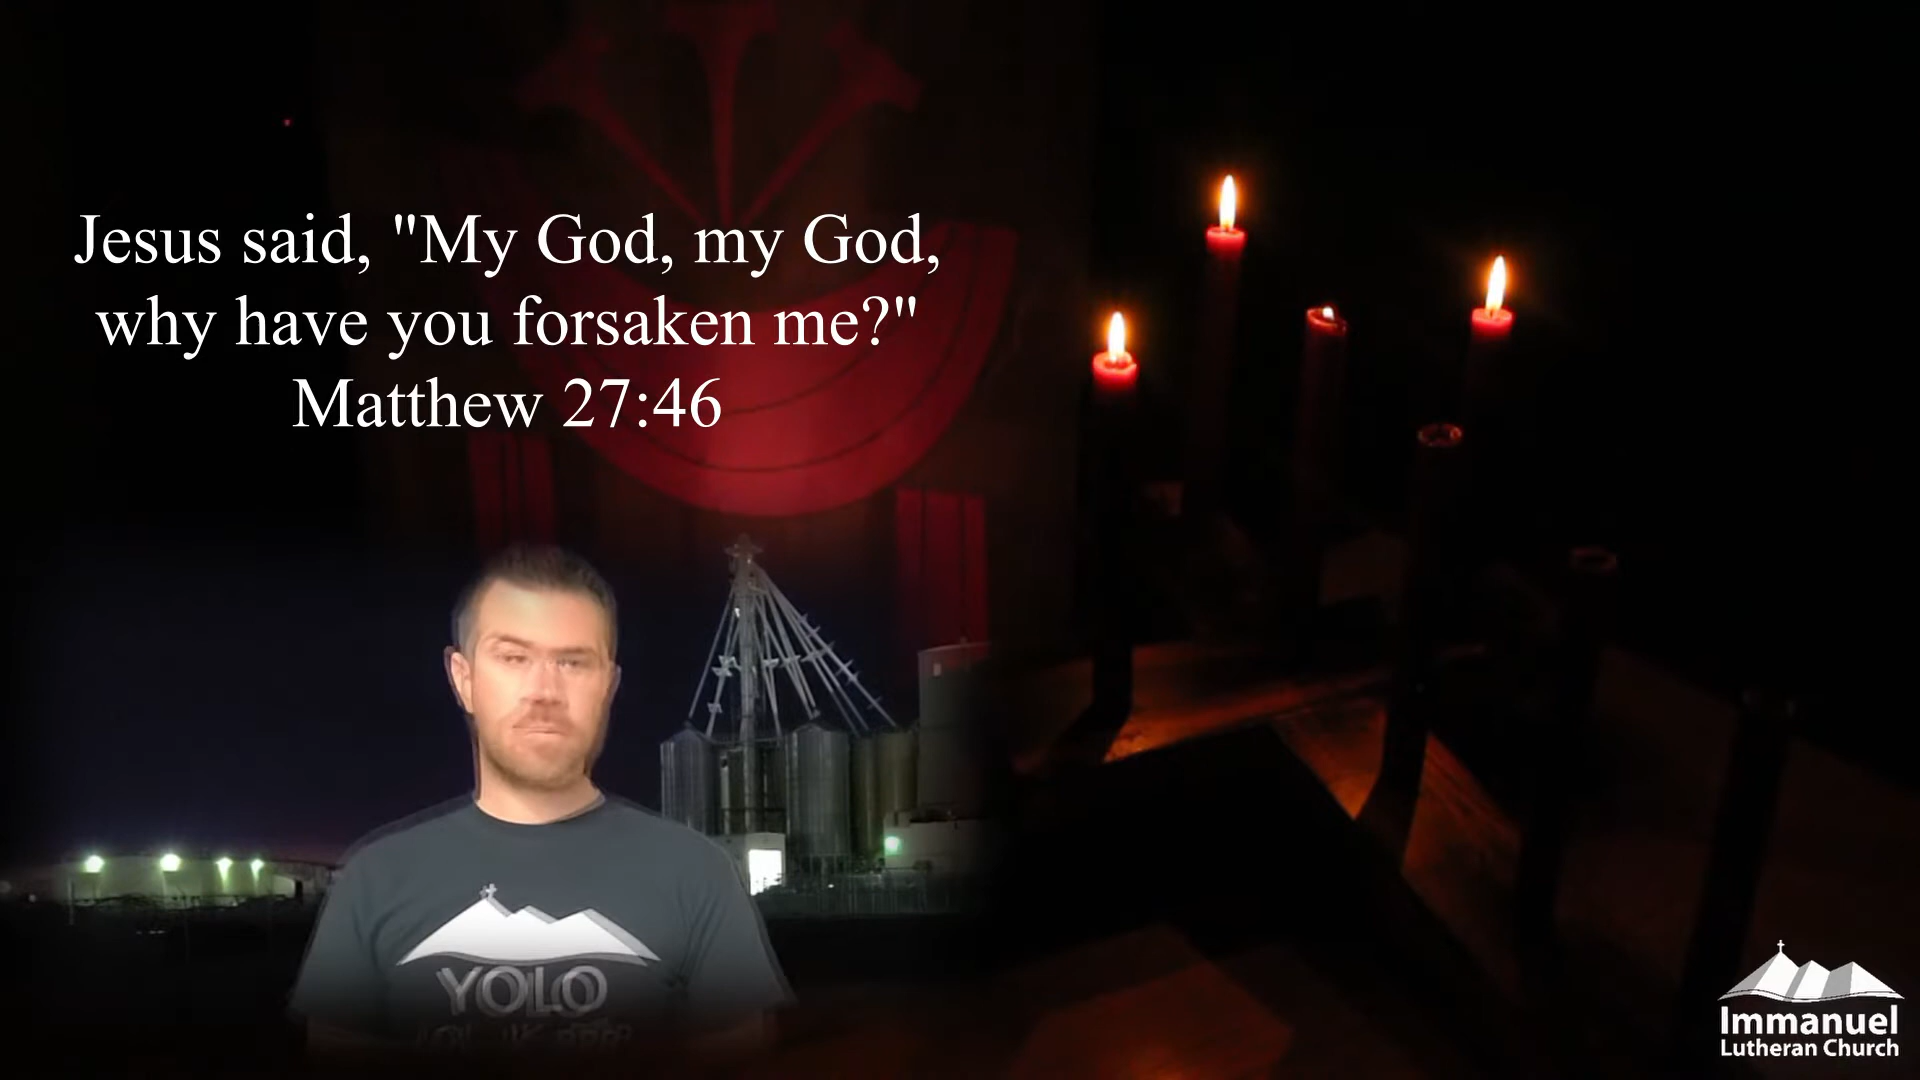 Jesus said, "My God, my God,
why have you forsaken me?"
Matthew 27:46
YOLO
Immanuel
Lutheran Church